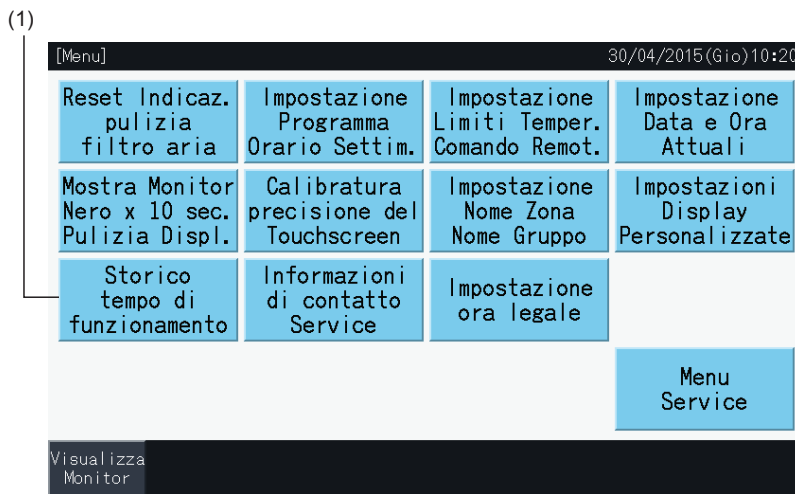 (1)
[Menu] 30/04/2015(Gio)10:20
Reset Indicaz.
pulizia
filtro aria
Impostazione
Programma
Orario Settim.
Impostazione
Limiti Temper.
Comando Remot.
Impostazione
Data e Ora
Attuali
Mostra Monitor
Nero x 10 sec.
Pulizia Displ.
Calibratura
precisione del
Touchscreen
Impostazione
Nome Zona
Nome Gruppo
Impostazioni
Display
Personalizzate
Storico
tempo di
funzionamento
Informazioni
di contatto
Service
Impostazione
ora legale
Menu
Service
Visualizza
Monitor